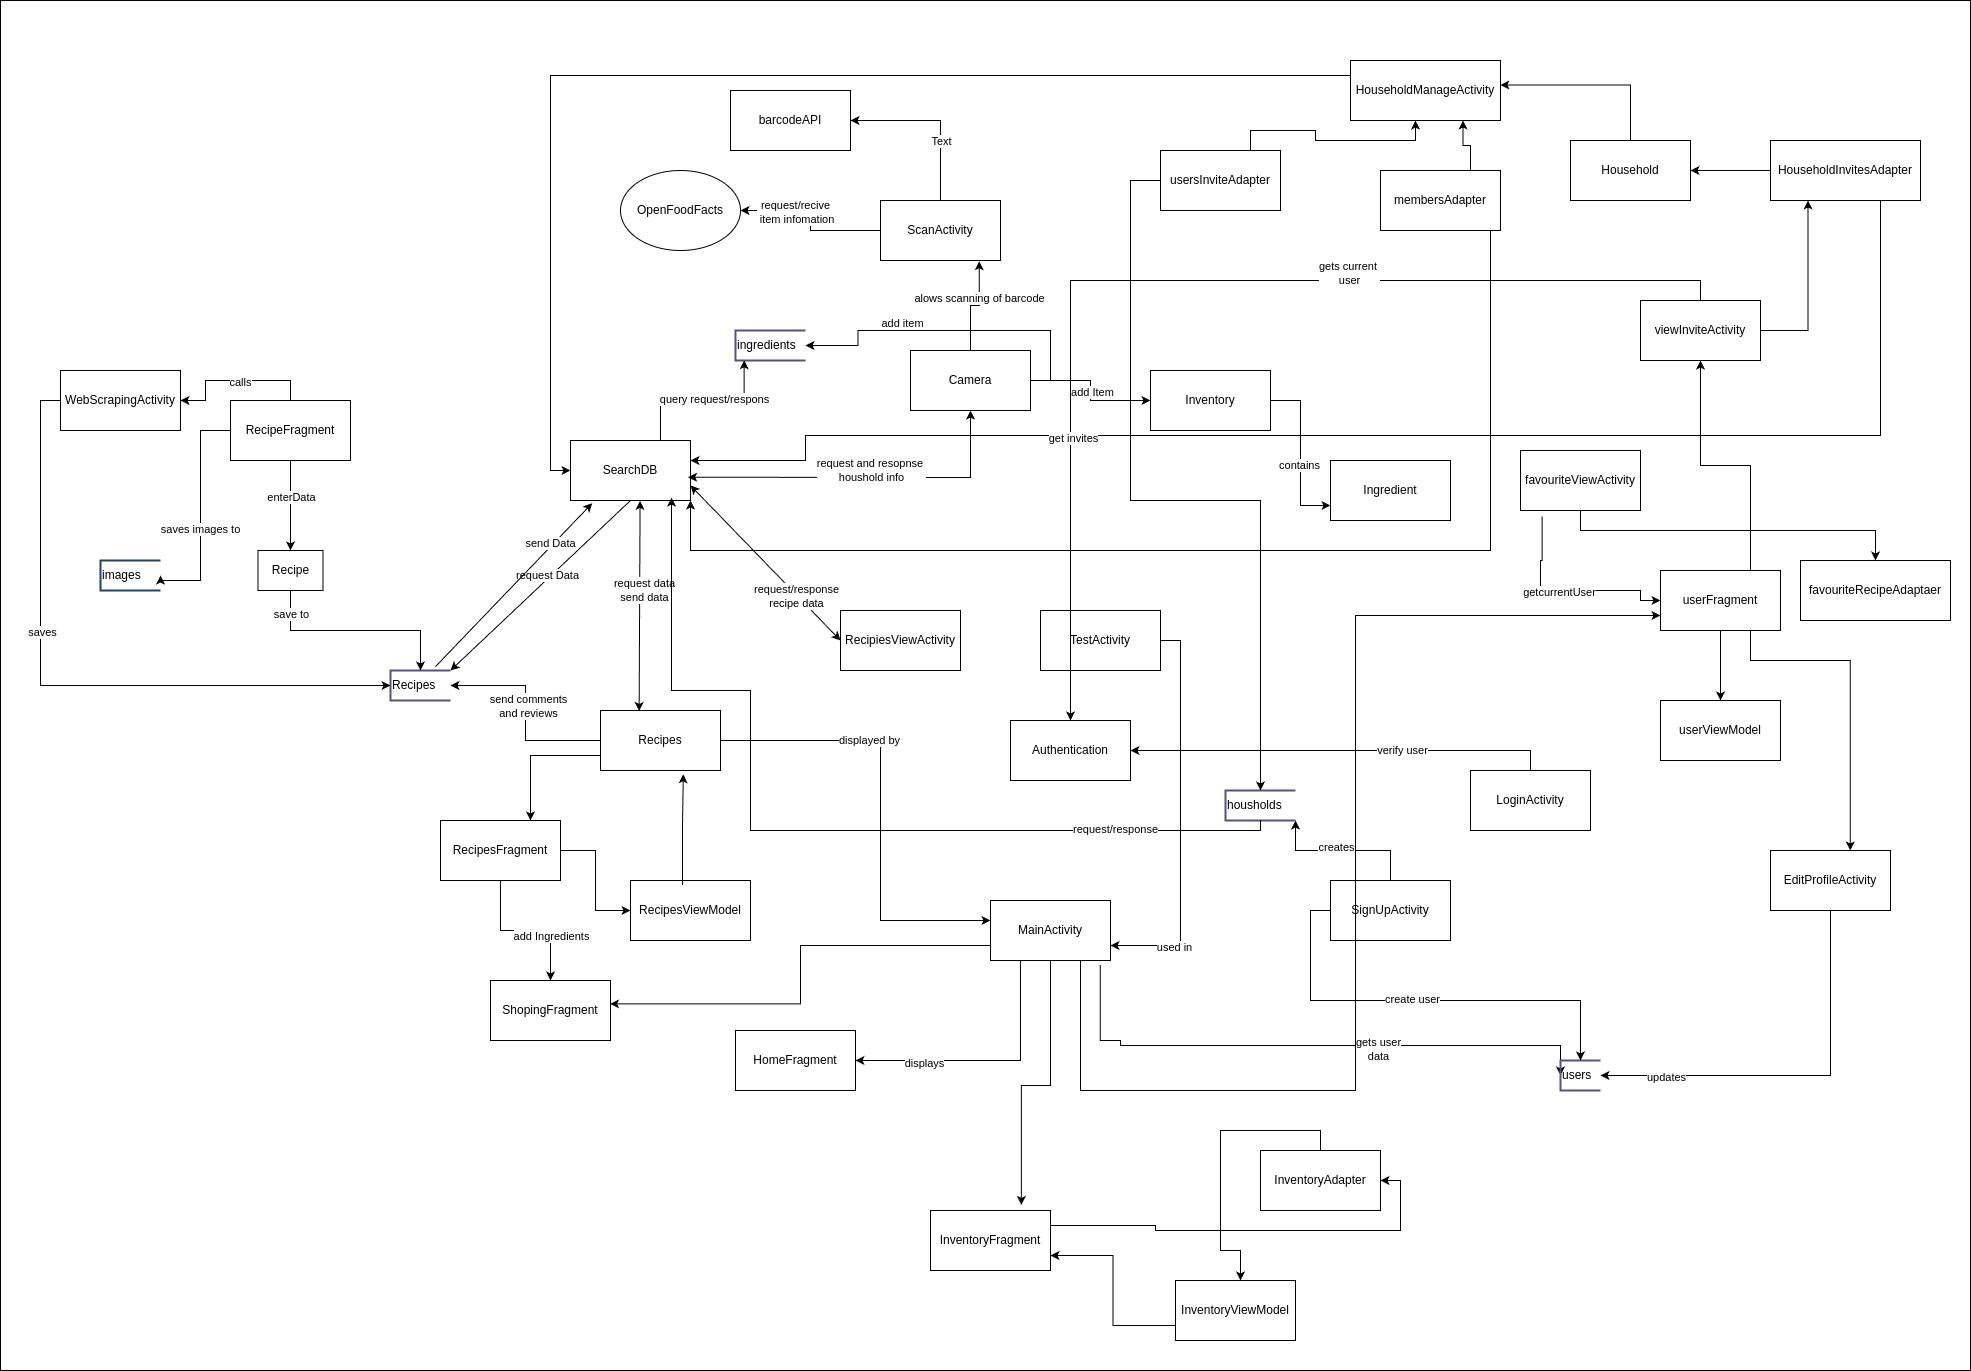 HouseholdManageActivity
barcodeAPI
Text
usersInviteAdapter
Household
HouseholdInvitesAdapter
membersAdapter
OpenFoodFacts
request/recive
item infomation
ScanActivity
gets current
user
alows scanning of barcode
add item
ingredients
viewInviteActivity
calls
WebScrapingActivity
Camera
add Item
Inventory
query request/respons
RecipeFragment
get invites
SearchDB
request and resopnse
houshold info
contains
Ingredient
favouriteViewActivity
enterData
saves images to
send Data
images
Recipe
request Data
request data
send data
request/response
recipe data
getcurrentUser
userFragment
favouriteRecipeAdaptaer
save to
saves
RecipiesViewActivity
TestActivity
Recipes
send comments
and reviews
Recipes
displayed by
Authentication
verify user
userViewModel
LoginActivity
housholds
request/response
creates
RecipesFragment
EditProfileActivity
RecipesViewModel
SignUpActivity
add Ingredients
MainActivity
used in
ShopingFragment
create user
HomeFragment
displays
gets user
data
users
updates
InventoryAdapter
InventoryFragment
InventoryViewModel